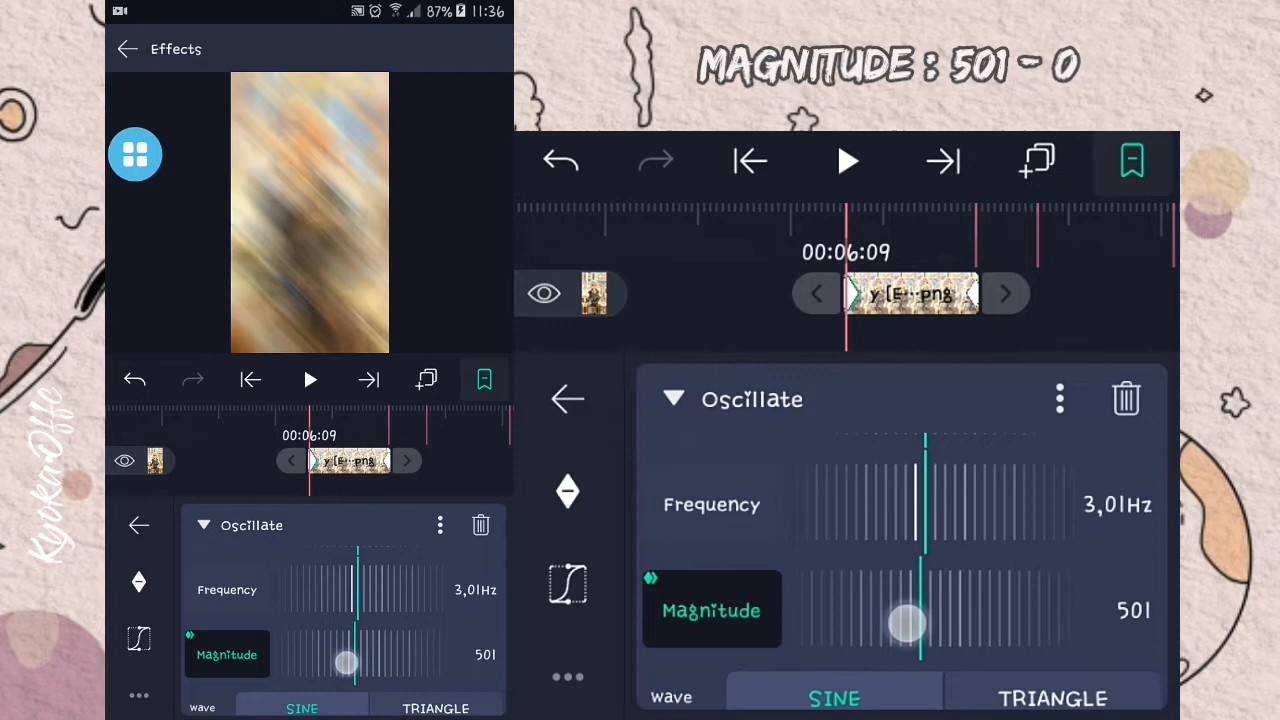 87% 11:36
Effects
MAGNITUDE : 501 - 0
00:06:09
y [E...png
Oscillate
Frequency
3,01Hz
Magnitude
501
Wave
SINE
TRIANGLE
00:06:09
y [E...png
Oscillate
Frequency
3,01Hz
Magnitude
501
Wave
SINE
TRIANGLE
KyokaOffc